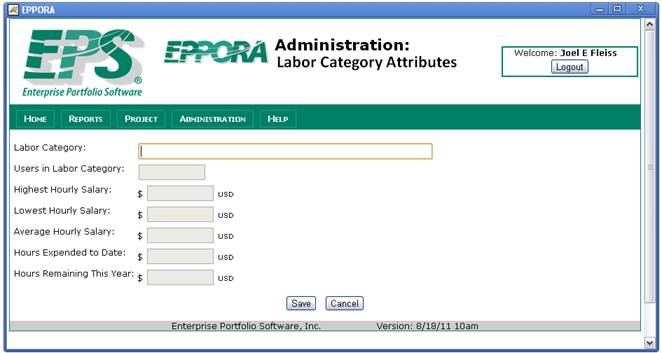 EPPORA
EPS®
Enterprise Portfolio Software
EPPORA
Administration:
Labor Category Attributes
Welcome: Joel E Fleiss
Logout
HOME REPORTS PROJECT ADMINISTRATION HELP
Labor Category:
Users in Labor Category:
Highest Hourly Salary: $ USD
Lowest Hourly Salary: $ USD
Average Hourly Salary: $ USD
Hours Expended to Date: $ USD
Hours Remaining This Year: $ USD
Save Cancel
Enterprise Portfolio Software, Inc. Version: 8/18/11 10am